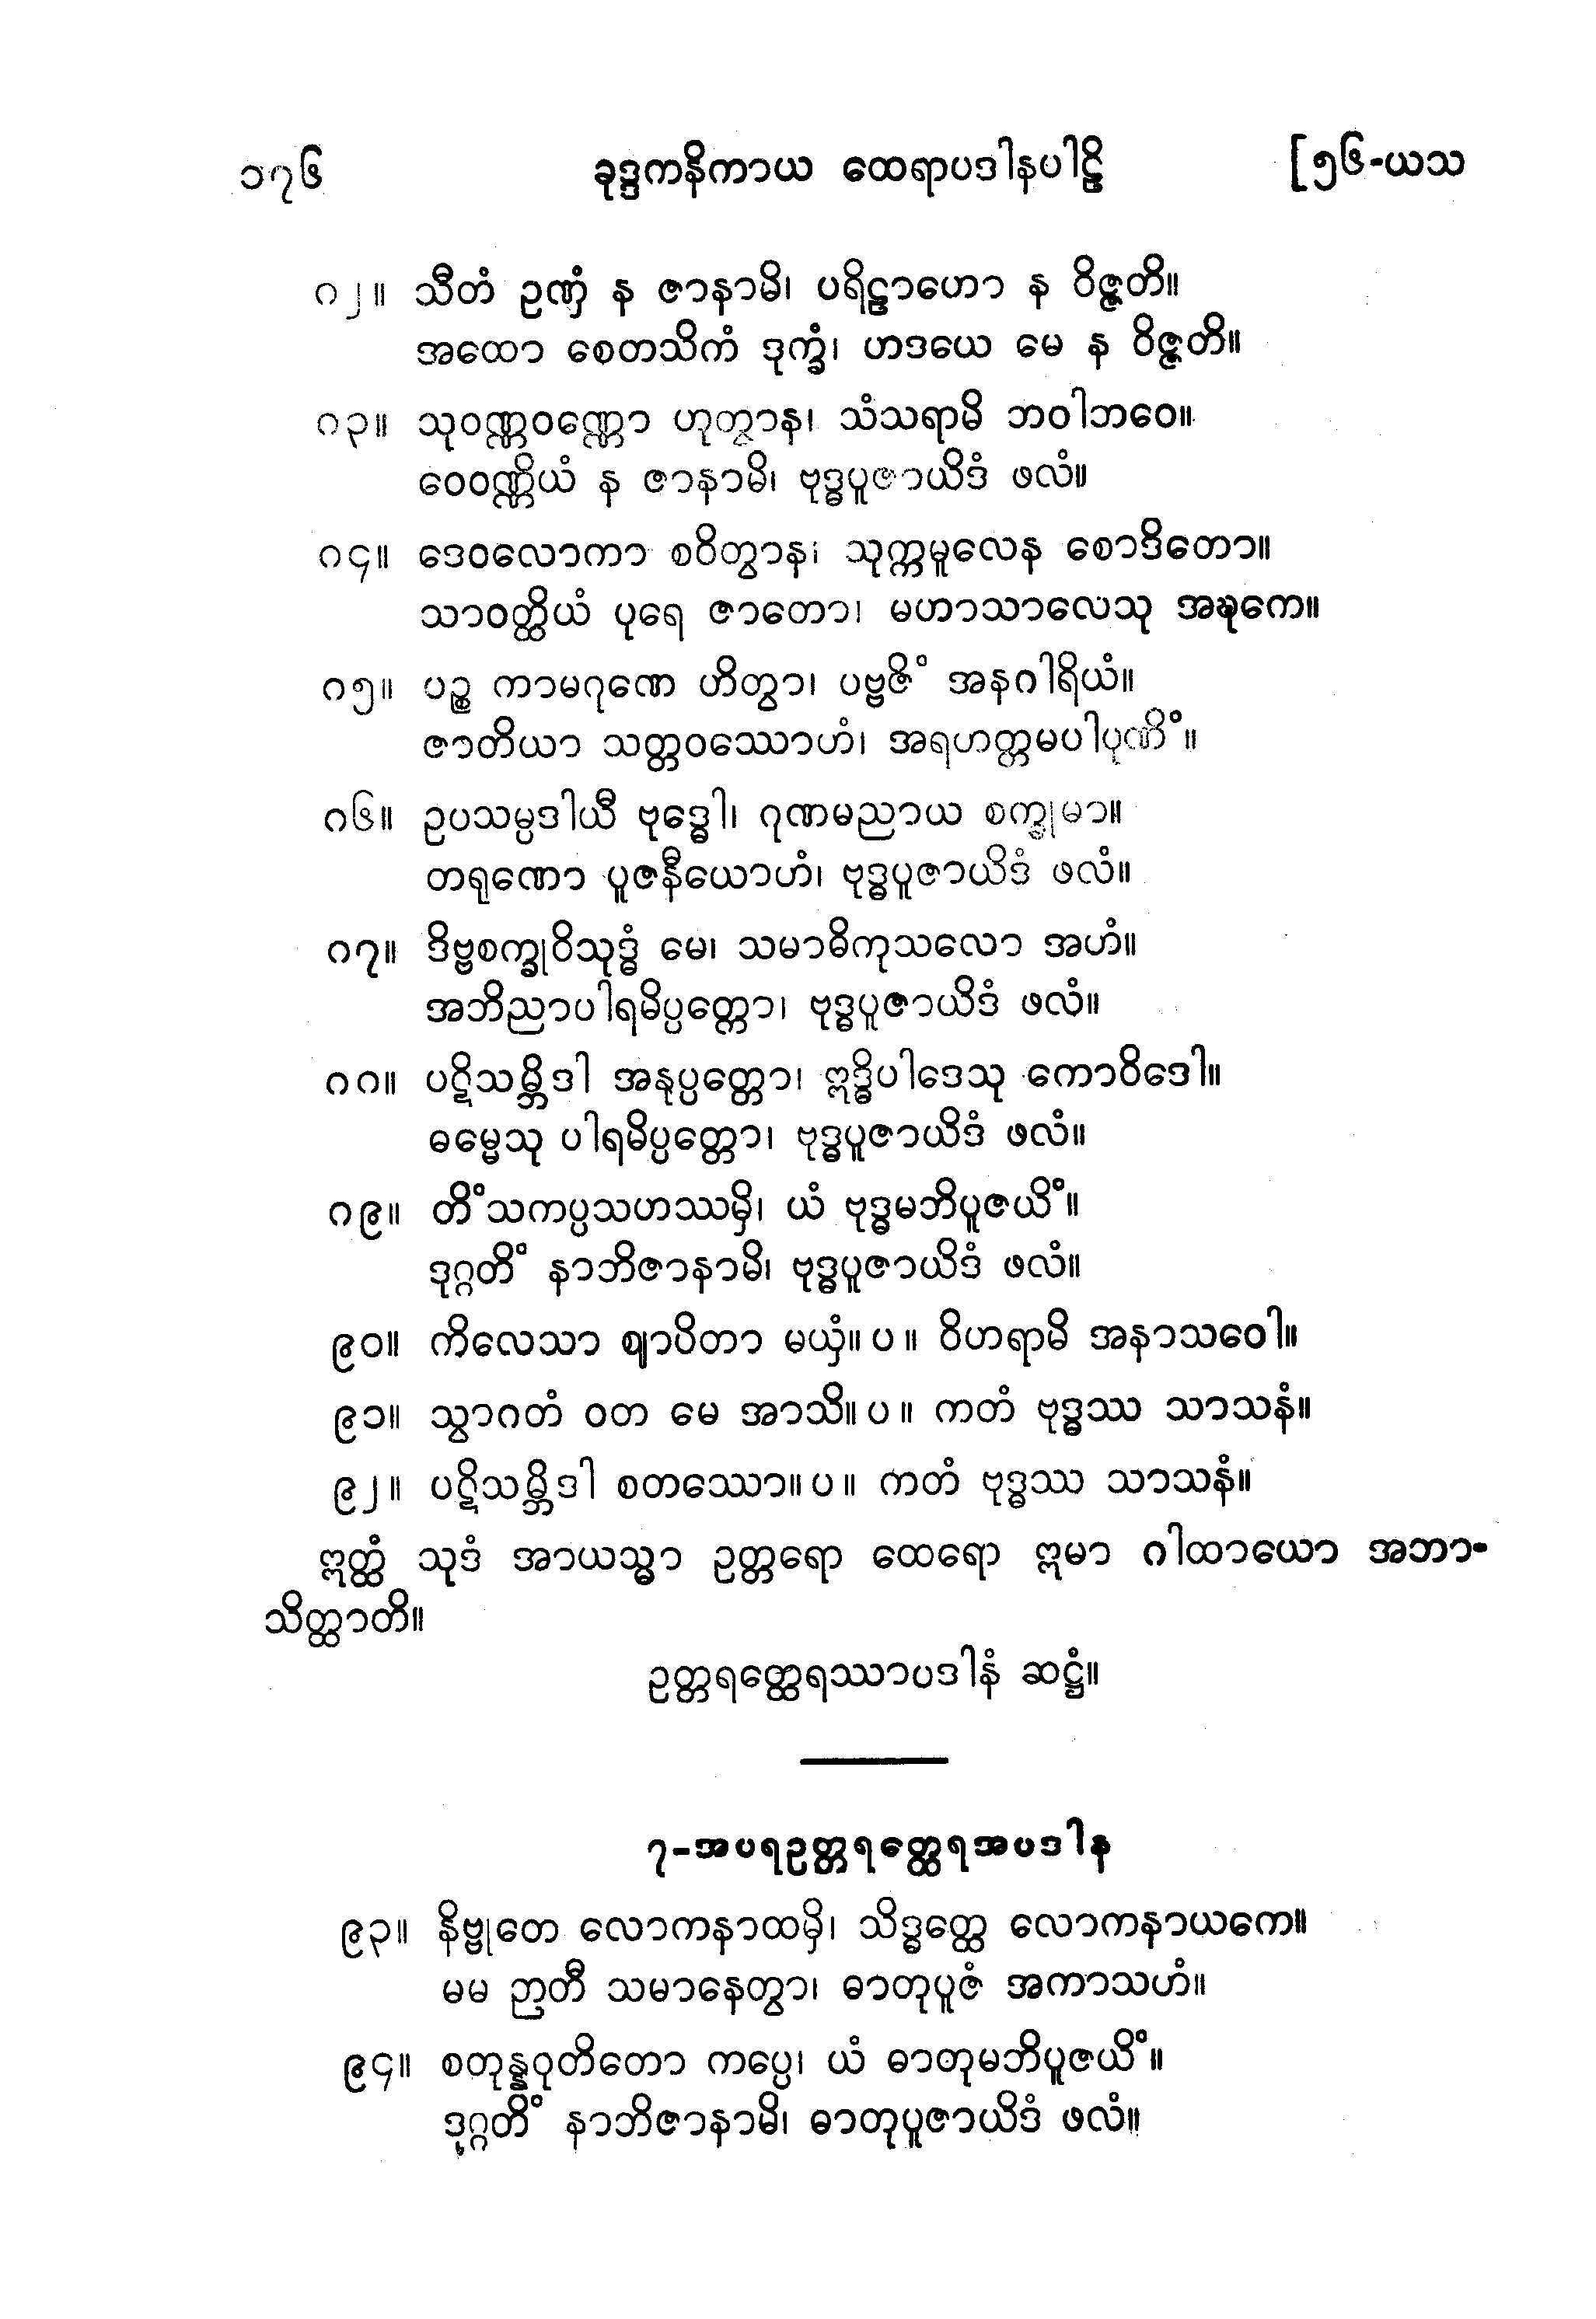 ၁၇၆ ခုဒ္ဒကနိကာယ ထေရာပဒါနပါဠိ [၅၆-ယသ
၈၂။ သီတံ ဥဏှံ န ဇာနာမိ၊ ပရိဠာဟော န ဝိဇ္ဇတိ။
အထော စေတသိကံ ဒုက္ခံ၊ ဟဒယေ မေ န ဝိဇ္ဇတိ။
၈၃။ သုဝဏ္ဏဝဏ္ဏော ဟုတွာန၊ သံသရာမိ ဘဝါဘဝေ။
ဝေဝဏ္ဏိယံ န ဇာနာမိ၊ ဗုဒ္ဓပူဇာယိဒံ ဖလံ။
၈၄။ ဒေဝလောကာ စဝိတွာန၊ သုက္ကမူလေန စောဒိတော။
သာဝတ္ထိယံ ပုရေ ဇာတော၊ မဟာသာလေသု အဍ္ဎကေ။
၈၅။ ပဉ္စ ကာမဂုဏေ ဟိတွာ၊ ပဗ္ဗဇိံ အနဂါရိယံ။
ဇာတိယာ သတ္တဝဿောဟံ၊ အရဟတ္တမပါပုဏိံ။
၈၆။ ဥပသမ္ပဒါယီ ဗုဒ္ဓေါ၊ ဂုဏမညာယ စက္ခုမာ။
တရုဏော ပူဇနီယောဟံ၊ ဗုဒ္ဓပူဇာယိဒံ ဖလံ။
၈၇။ ဒိဗ္ဗစက္ခုဝိသုဒ္ဓံ မေ၊ သမာဓိကုသလော အဟံ။
အဘိညာပါရမိပ္ပတ္တော၊ ဗုဒ္ဓပူဇာယိဒံ ဖလံ။
၈၈။ ပဋိသမ္ဘိဒါ အနုပ္ပတ္တော၊ ဣဒ္ဓိပါဒေသု ကောဝိဒေါ။
ဓမ္မေသု ပါရမိပ္ပတ္တော၊ ဗုဒ္ဓပူဇာယိဒံ ဖလံ။
၈၉။ တိံသကပ္ပသဟဿမှိ၊ ယံ ဗုဒ္ဓမဘိပူဇယိံ။
ဒုဂ္ဂတိံ နာဘိဇာနာမိ၊ ဗုဒ္ဓပူဇာယိဒံ ဖလံ။
၉၀။ ကိလေသာ ဈာပိတာ မယှံ။ ပ ။ ဝိဟရာမိ အနာသဝေါ။
၉၁။ သွာဂတံ ဝတ မေ အာသိ။ ပ ။ ကတံ ဗုဒ္ဓဿ သာသနံ။
၉၂။ ပဋိသမ္ဘိဒါ စတဿော။ ပ ။ ကတံ ဗုဒ္ဓဿ သာသနံ။
ဣတ္ထံ သုဒံ အာယသ္မာ ဥတ္တရော ထေရော ဣမာ ဂါထာယော အဘာ-
သိတ္ထာတိ။
ဥတ္တရတ္ထေရဿာပဒါနံ ဆဋ္ဌံ။
၇-အပရဥတ္တရတ္ထေရအပဒါန
၉၃။ နိဗ္ဗုတေ လောကနာထမှိ၊ သိဒ္ဓတ္ထေ လောကနာယကေ။
မမ ဉာတီ သမာနေတွာ၊ ဓာတုပူဇံ အကာသဟံ။
၉၄။ စတုန္နဝုတိတော ကပ္ပေ၊ ယံ ဓာတုမဘိပူဇယိံ။
ဒုဂ္ဂတိံ နာဘိဇာနာမိ၊ ဓာတုပူဇာယိဒံ ဖလံ။